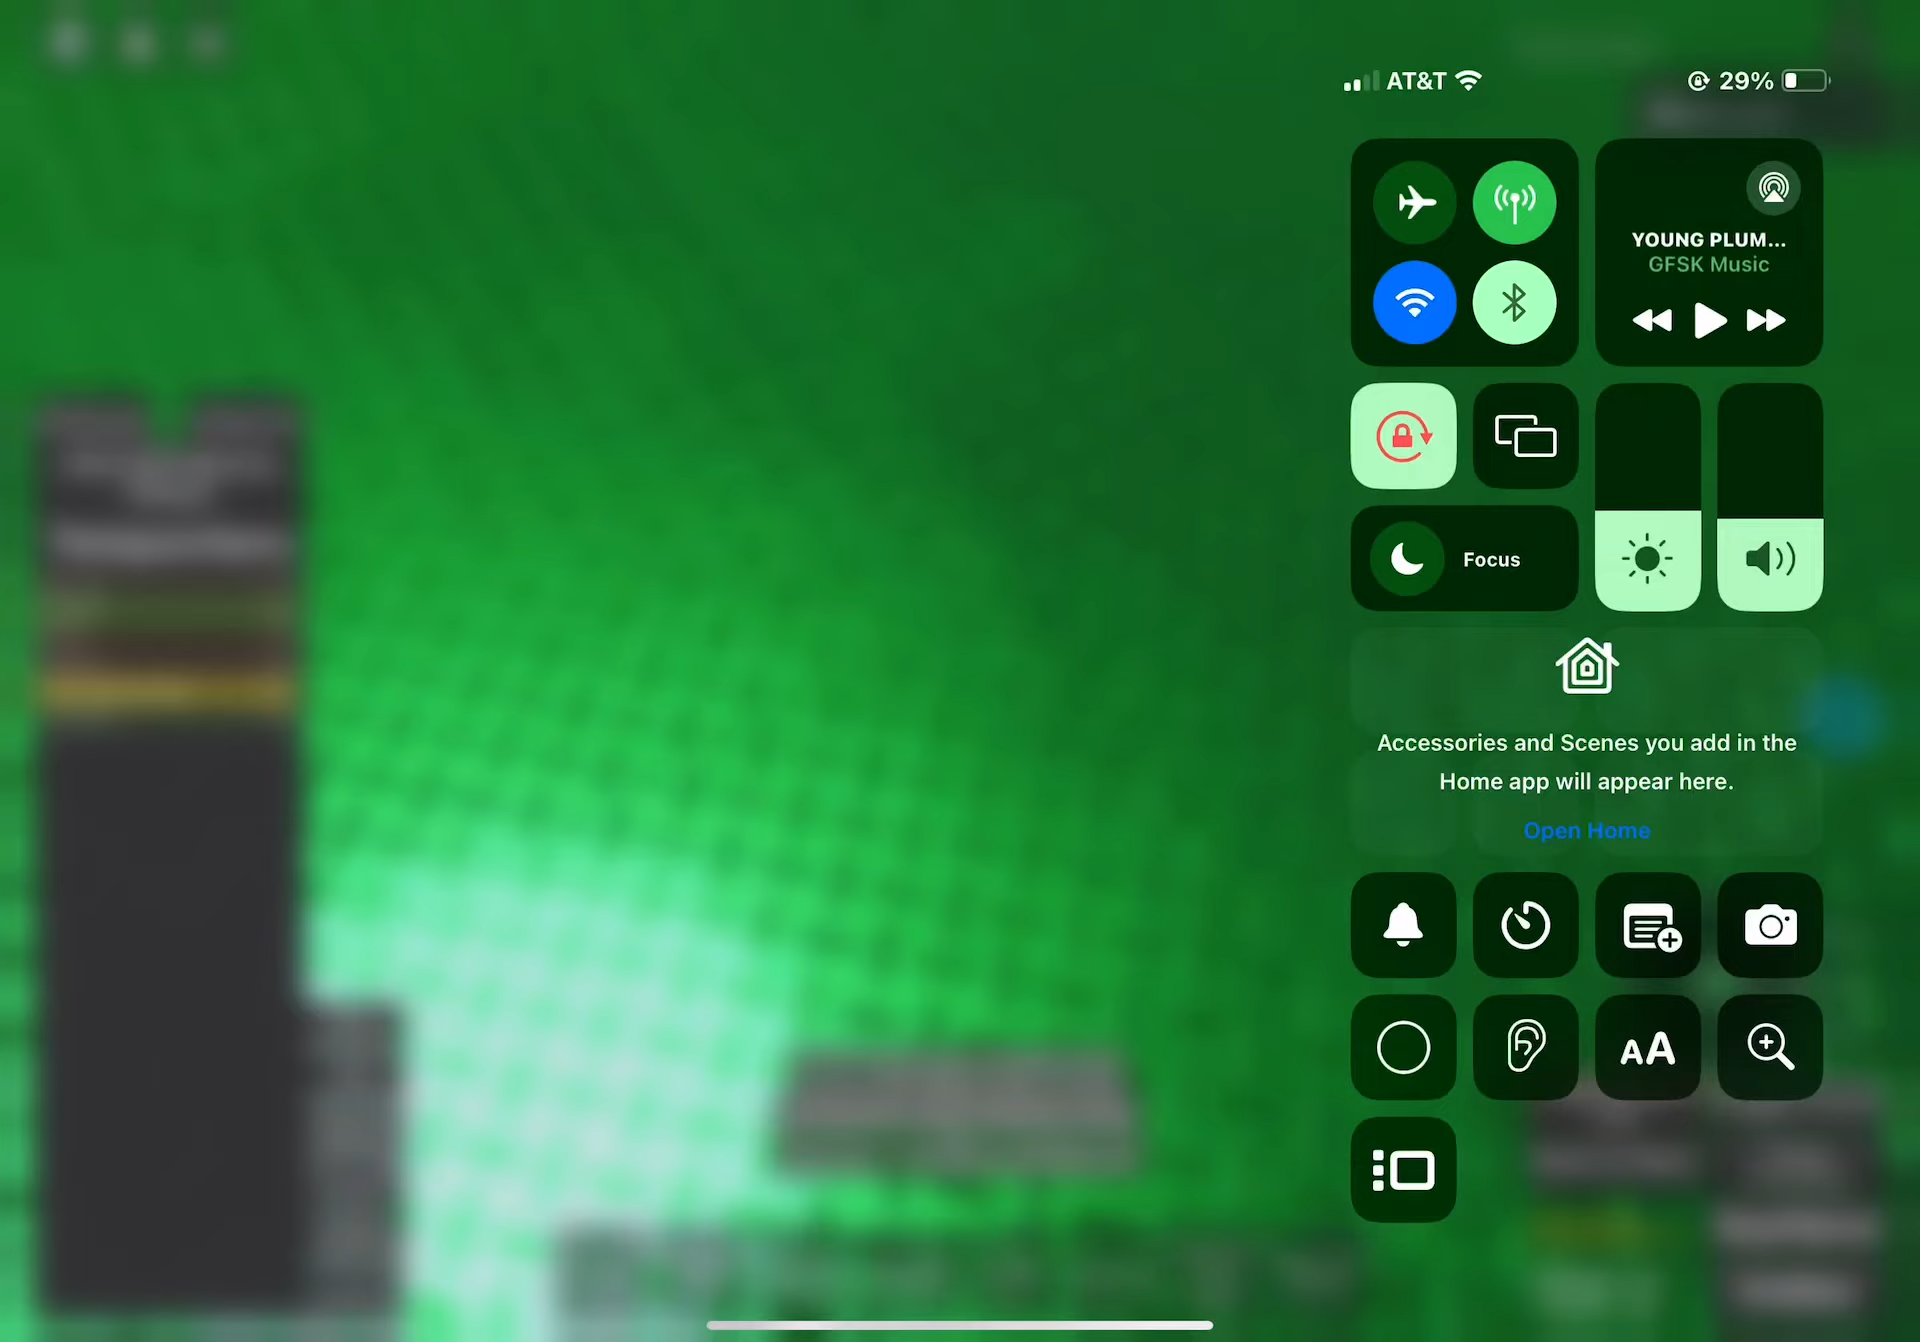 AT&T 29%
YOUNG PLUM...
GFSK Music
Focus
Accessories and Scenes you add in the
Home app will appear here.
Open Home
AA